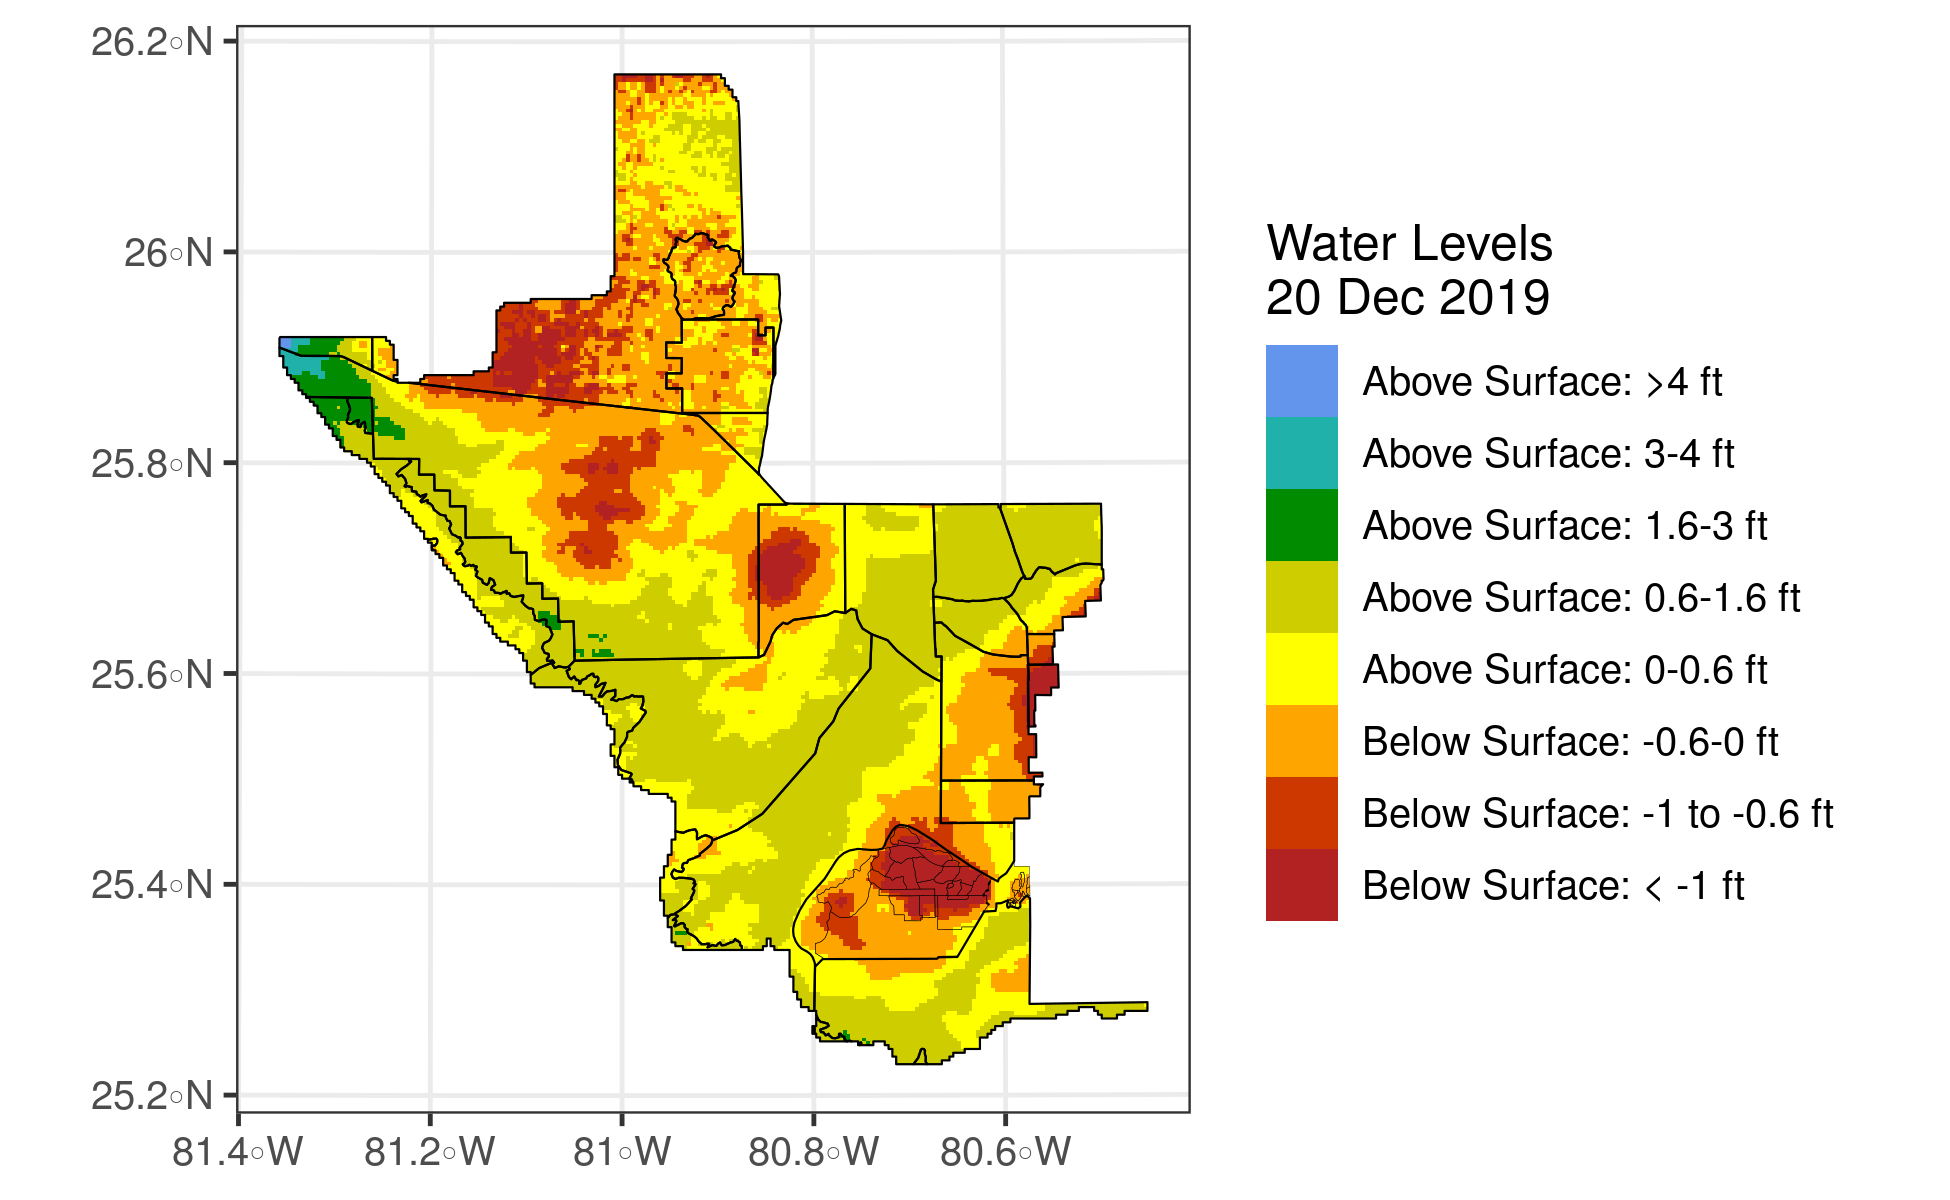 26.2°N
26°N
25.8°N
25.6°N
25.4°N
25.2°N
81.4°W
81.2°W
81°W
80.8°W
80.6°W
Water Levels
20 Dec 2019
Above Surface: >4 ft
Above Surface: 3-4 ft
Above Surface: 1.6-3 ft
Above Surface: 0.6-1.6 ft
Above Surface: 0-0.6 ft
Below Surface: -0.6-0 ft
Below Surface: -1 to -0.6 ft
Below Surface: < -1 ft